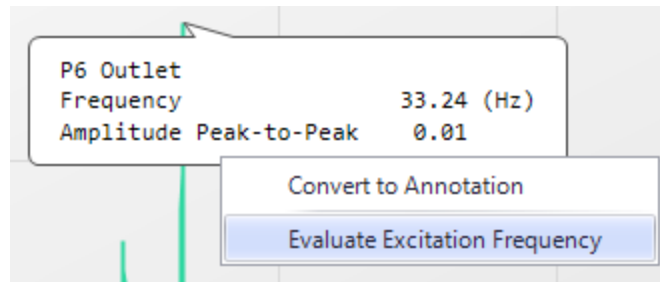 P6 Outlet
Frequency 33.24 (Hz)
Amplitude Peak-to-Peak 0.01
Convert to Annotation
Evaluate Excitation Frequency